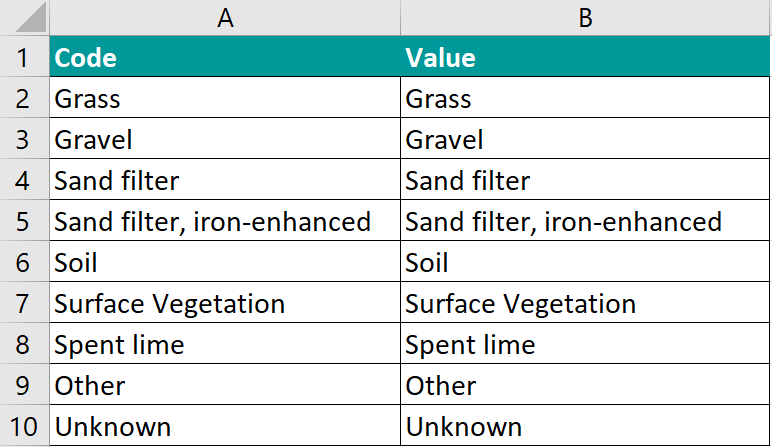 A B
1 Code Value
2 Grass Grass
3 Gravel Gravel
4 Sand filter Sand filter
5 Sand filter, iron-enhanced Sand filter, iron-enhanced
6 Soil Soil
7 Surface Vegetation Surface Vegetation
8 Spent lime Spent lime
9 Other Other
10 Unknown Unknown